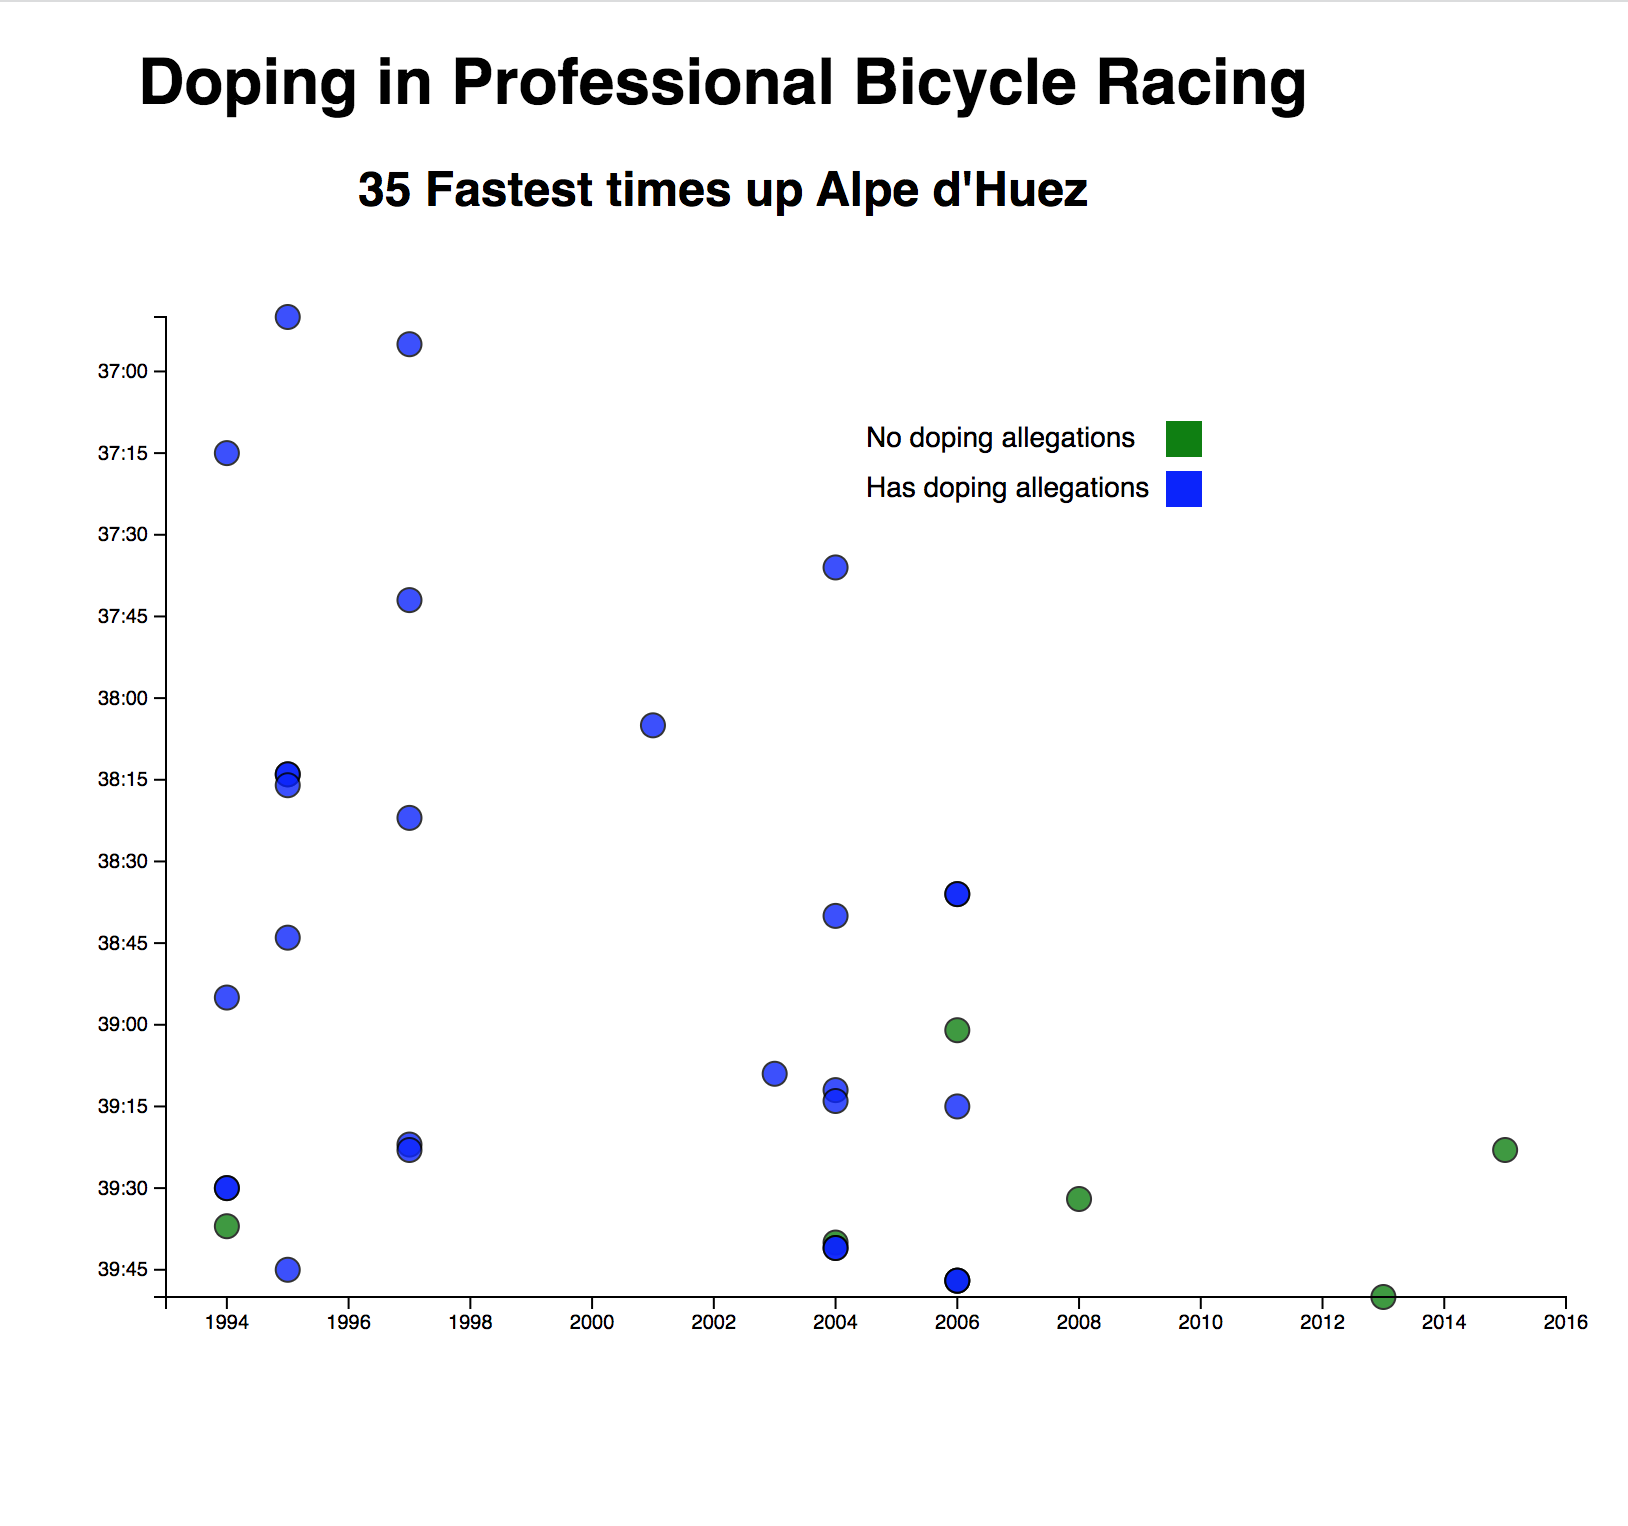 Doping in Professional Bicycle Racing
35 Fastest times up Alpe d'Huez
37:00
No doping allegations
37:15
Has doping allegations
37:30
37:45
38:00
38:15
38:30
38:45
39:00
39:15
39:30
39:45
1994 1996 1998 2000 2002 2004 2006 2008 2010 2012 2014 2016